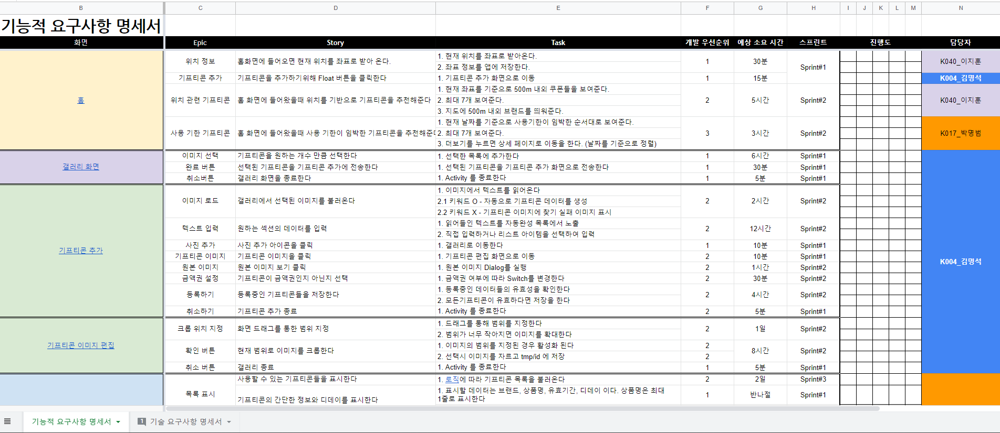 B C D E F G H I J K L M N
기능적 요구사항 명세서
화면 Epic Story Task 개발 우선순위 예상 소요 시간 스프린트 진행도 담당자
홈
위치 정보 홈화면에 들어오면 현재 위치를 좌표로 받아 온다. 1. 현재 위치를 좌표로 받아온다. 1 30분 Sprint#1 K040_이지훈
2. 좌표 정보를 앱에 저장한다.
기프티콘 추가 기프티콘을 추가하기위해 Float 버튼을 클릭한다 1. 기프티콘 추가 화면으로 이동 1 15분 K004_김명석
위치 관련 기프티콘 홈 화면에 들어왔을때 위치를 기반으로 기프티콘을 추천해준다 1. 현재 좌표를 기준으로 500m 내외 쿠폰들을 보여준다. 2 5시간 Sprint#2 K040_이지훈
2. 최대 7개 보여준다.
3. 지도에 500m 내외 브랜드를 띄워준다.
사용 기한 기프티콘 홈 화면에 들어왔을때 사용 기한이 임박한 기프티콘을 추천해준다 1. 현재 날짜를 기준으로 사용기한이 임박한 순서대로 보여준다. 3 3시간 Sprint#2 K017_박명범
2. 최대 7개 보여준다.
3. 더보기를 누르면 상세 페이지로 이동을 한다. (날짜를 기준으로 정렬)
갤러리 화면
이미지 선택 기프티콘을 원하는 개수 만큼 선택한다 1. 선택한 목록에 추가한다 1 6시간 Sprint#1
완료 버튼 선택된 기프티콘을 기프티콘 추가에 전송한다 1. 선택된 기프티콘을 기프티콘 추가 화면으로 전송한다 1 30분 Sprint#1
취소버튼 갤러리 화면을 종료한다 1. Activity 를 종료한다 1 5분 Sprint#1
기프티콘 추가
이미지 로드 갤러리에서 선택된 이미지를 불러온다 1. 이미지에서 텍스트를 읽어온다 2 2시간 Sprint#2
2.1 키워드 O - 자동으로 기프티콘 데이터를 생성
2.2 키워드 X - 기프티콘 이미지에 찾기 실패 이미지 표시
텍스트 입력 원하는 섹션의 데이터를 입력 1. 읽어들인 텍스트를 자동완성 목록에서 노출 2 12시간 Sprint#2
2. 직접 입력하거나 리스트 아이템을 선택하여 입력
사진 추가 사진 추가 아이콘을 클릭 1. 갤러리로 이동한다 1 10분 Sprint#1
기프티콘 이미지 기프티콘 이미지을 클릭 1. 기프티콘 편집 화면으로 이동 2 10분 Sprint#1
K004_김명석
원본 이미지 원본 이미지 보기 클릭 1. 원본 이미지 Dialog를 실행 2 1시간 Sprint#2
금액권 설정 기프티콘이 금액권인지 아닌지 선택 1. 금액권 여부에 따라 Switch를 변경한다 2 30분 Sprint#2
등록하기 등록중인 기프티콘들을 저장한다 1. 등록중인 데이터들의 유효성을 확인한다 2 4시간 Sprint#2
2. 모든기프티콘이 유효하다면 저장을 한다
취소하기 기프티콘 추가 종료 1. Activity 를 종료한다 2 5분 Sprint#1
기프티콘 이미지 편집
크롭 위치 지정 화면 드래그를 통한 범위 지정 1. 드래그를 통해 범위를 지정한다 2 1일 Sprint#2
2. 범위가 너무 작아지면 이미지를 확대한다
확인 버튼 현재 범위로 이미지를 크롭한다 1. 이미지의 범위를 지정된 경우 활성화 된다 2 8시간 Sprint#2
2. 선택시 이미지를 자르고 tmp/id 에 저장 2
취소 버튼 갤러리 종료 1. Activity 를 종료한다 1 5분 Sprint#1
목록 표시 사용할 수 있는 기프티콘들을 표시한다 1. 로직에 따라 기프티콘 목록을 불러온다 2 2일 Sprint#3
기프티콘의 간단한 정보와 디데이를 표시한다 1. 표시할 데이터는 브랜드, 상품명, 유효기간, 디데이 이다. 상품명은 최대 1 반나절 Sprint#1
1줄로 표시한다
기능적 요구사항 명세서 1 기술 요구사항 명세서